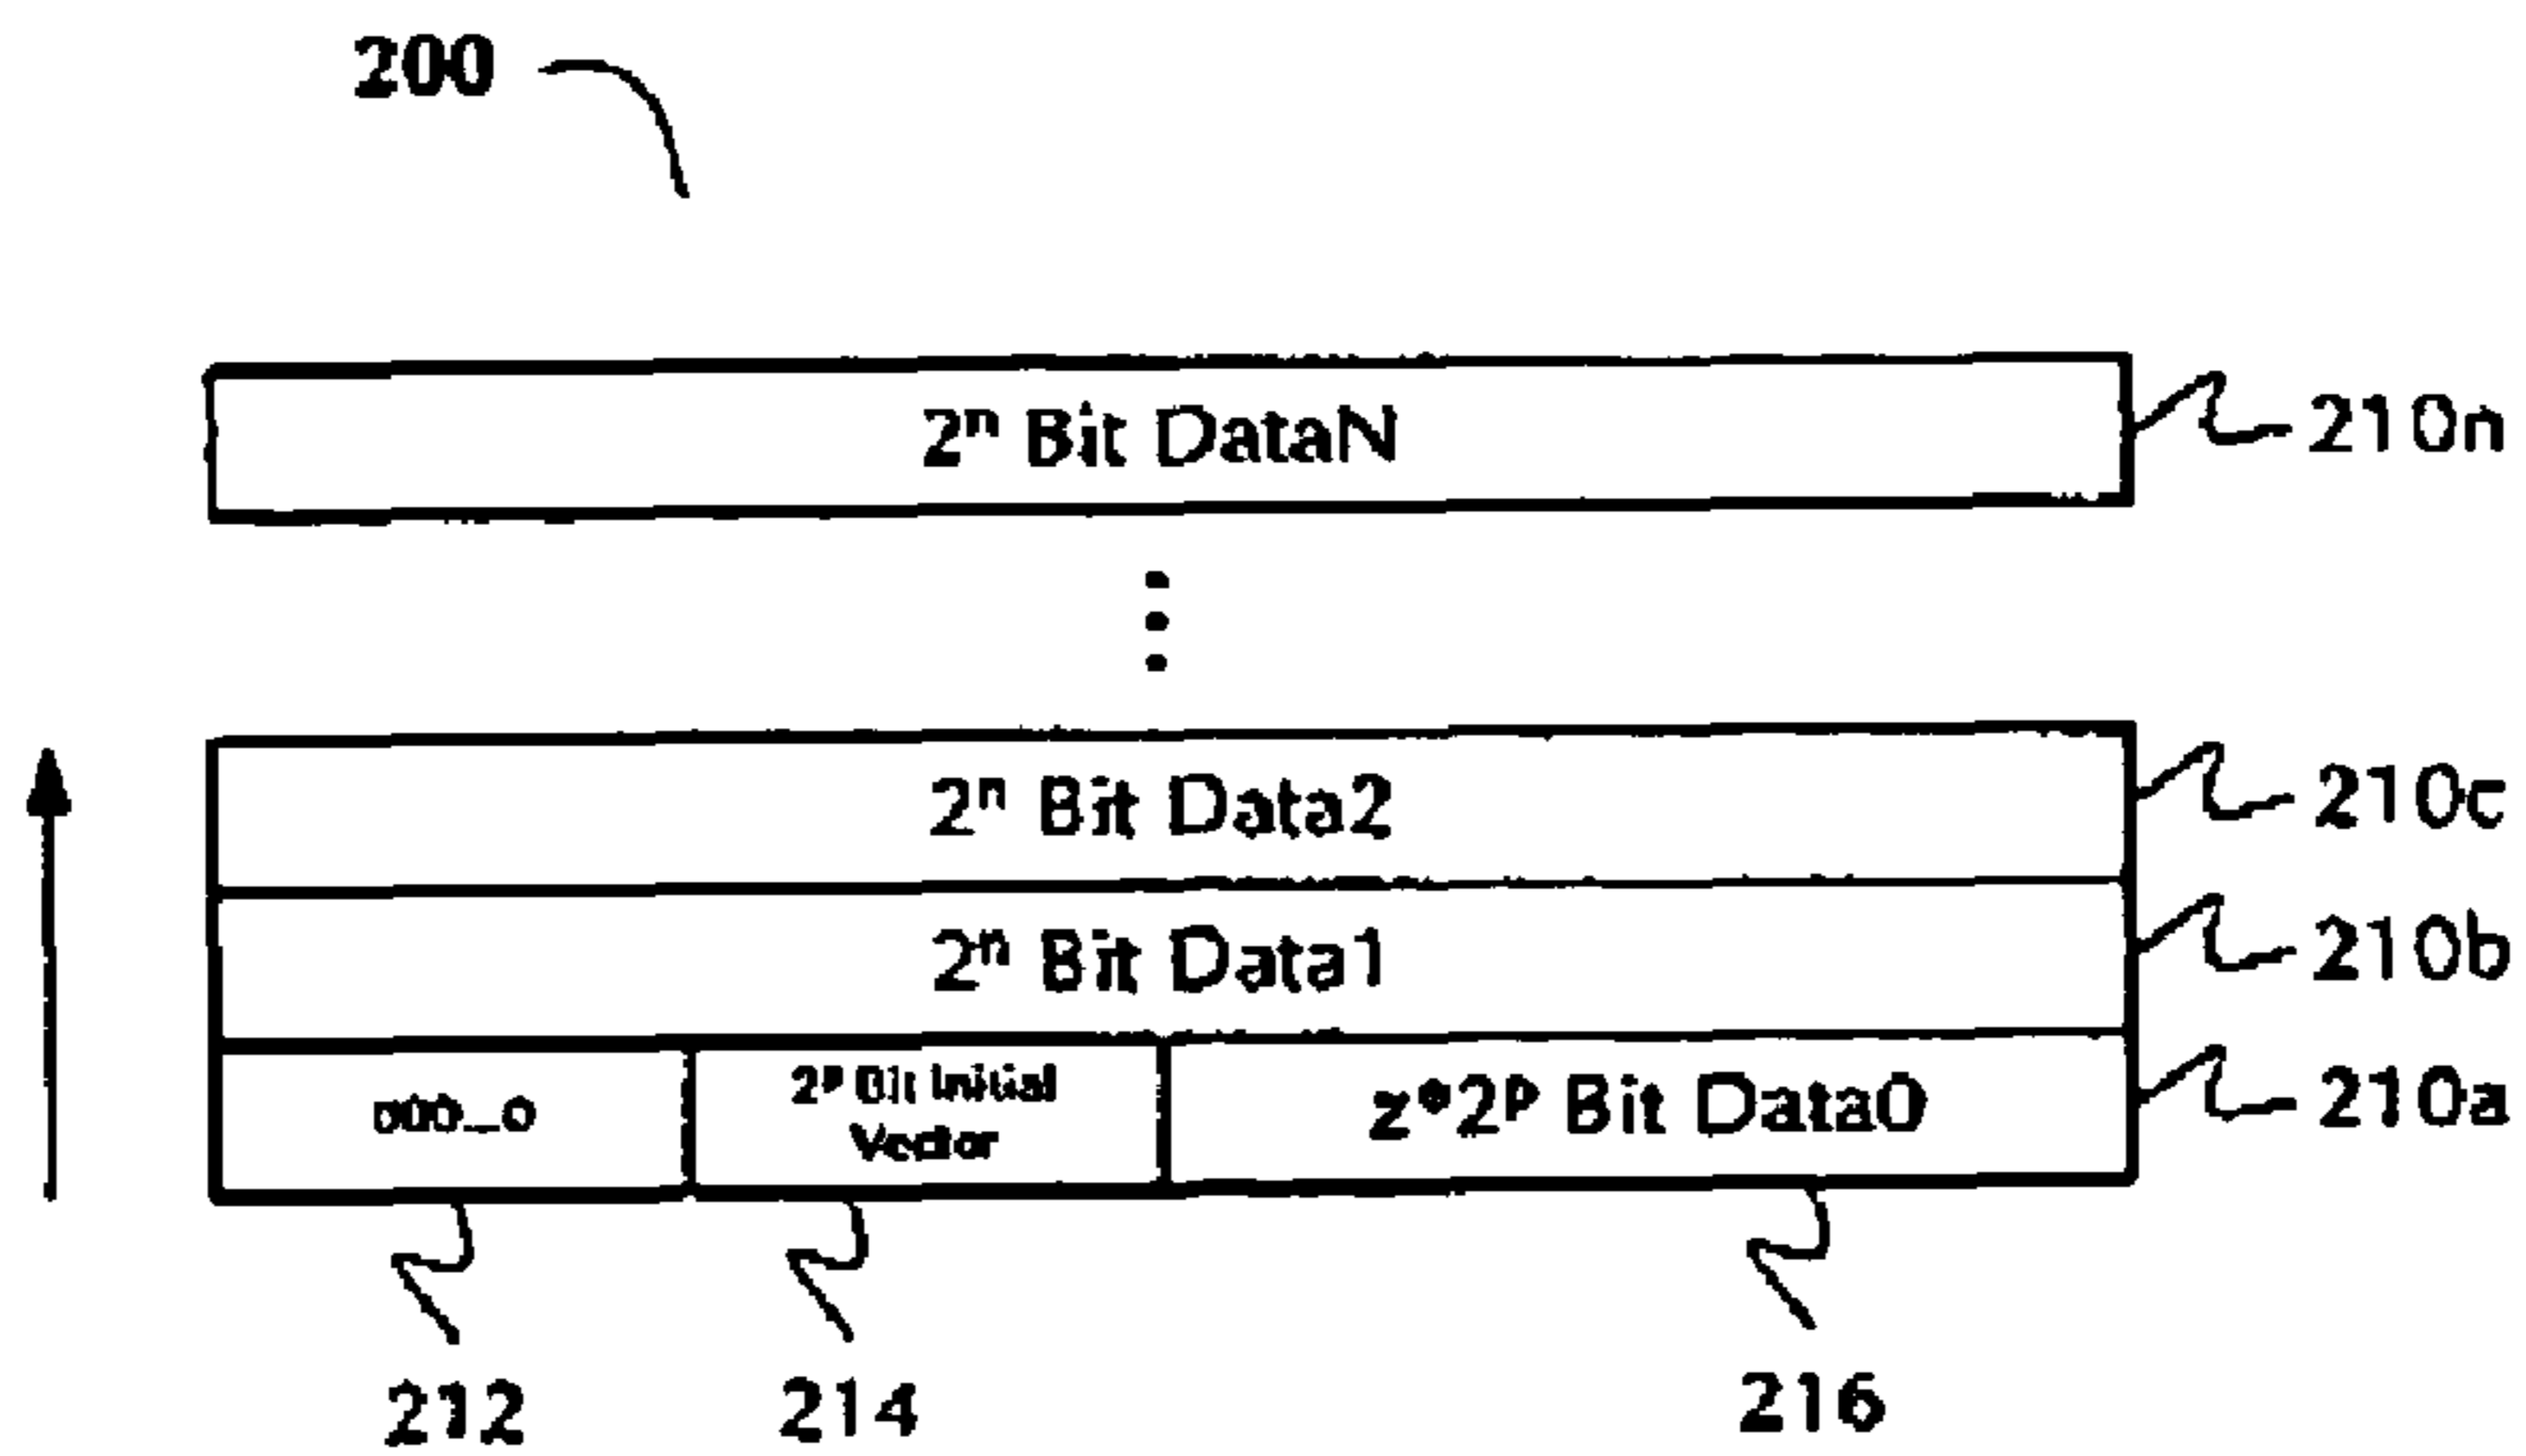 200
2ⁿ Bit DataN
210n
2ⁿ Bit Data2
210c
2ⁿ Bit Data1
210b
000_0
2ᵖ Bit Initial
Vector
z*2ᵖ Bit Data0
210a
212
214
216